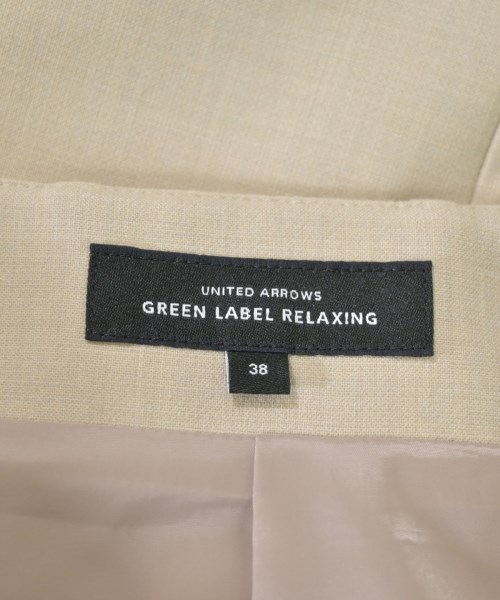 UNITED ARROWS
GREEN LABEL RELAXING
38